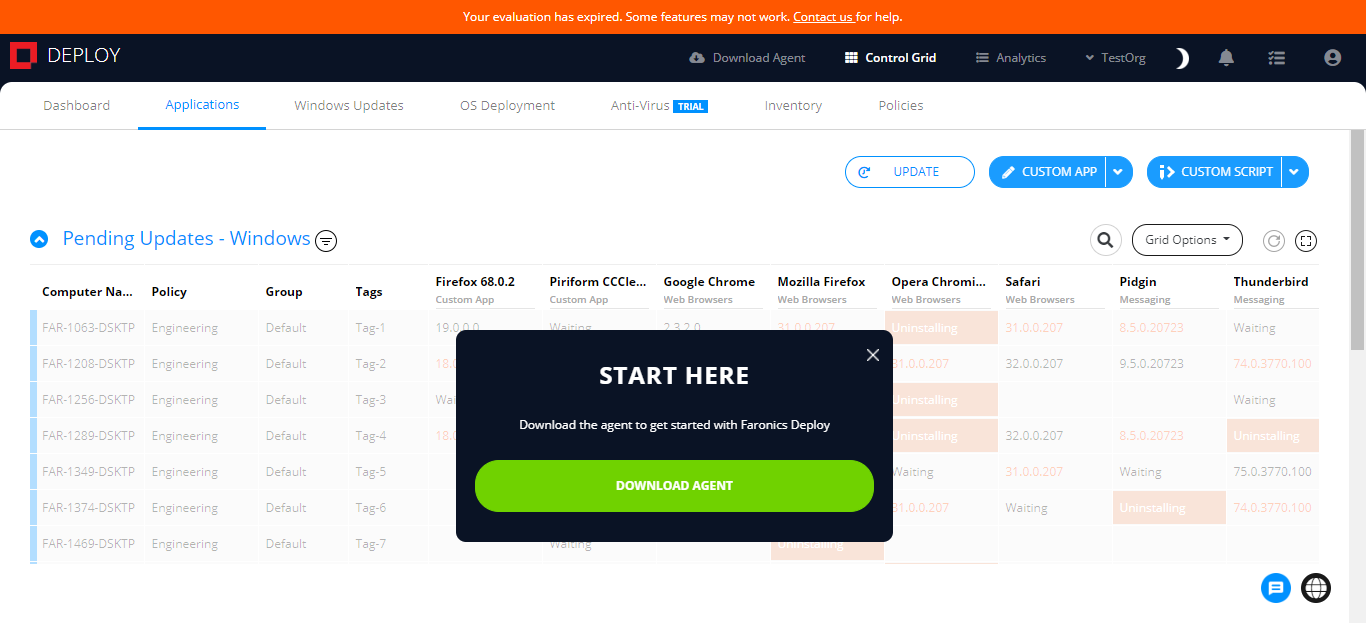 Your evaluation has expired. Some features may not work. Contact us for help.
DEPLOY Download Agent Control Grid Analytics TestOrg
Dashboard Applications Windows Updates OS Deployment Anti-Virus TRIAL Inventory Policies
UPDATE CUSTOM APP CUSTOM SCRIPT
Pending Updates - Windows Grid Options
Computer Na... Policy Group Tags Firefox 68.0.2 Piriform CCCle... Google Chrome Mozilla Firefox Opera Chromi... Safari Pidgin Thunderbird
Custom App Custom App Web Browsers Web Browsers Web Browsers Web Browsers Messaging Messaging
FAR-1063-DSKTP Engineering Default Tag-1 19.0.0.0 Waiting 2.3.2.0 31.0.0.207 Uninstalling 31.0.0.207 8.5.0.20723 Waiting
FAR-1208-DSKTP Engineering Default Tag-2 31.0.0.207 32.0.0.207 9.5.0.20723 74.0.3770.100
FAR-1256-DSKTP Engineering Default Tag-3 Uninstalling Waiting
FAR-1289-DSKTP Engineering Default Tag-4 Uninstalling 32.0.0.207 8.5.0.20723 Uninstalling
FAR-1349-DSKTP Engineering Default Tag-5 Waiting 31.0.0.207 Waiting 75.0.3770.100
FAR-1374-DSKTP Engineering Default Tag-6 31.0.0.207 Waiting Uninstalling 74.0.3770.100
FAR-1469-DSKTP Engineering Default Tag-7 Waiting Uninstalling
START HERE
Download the agent to get started with Faronics Deploy
DOWNLOAD AGENT